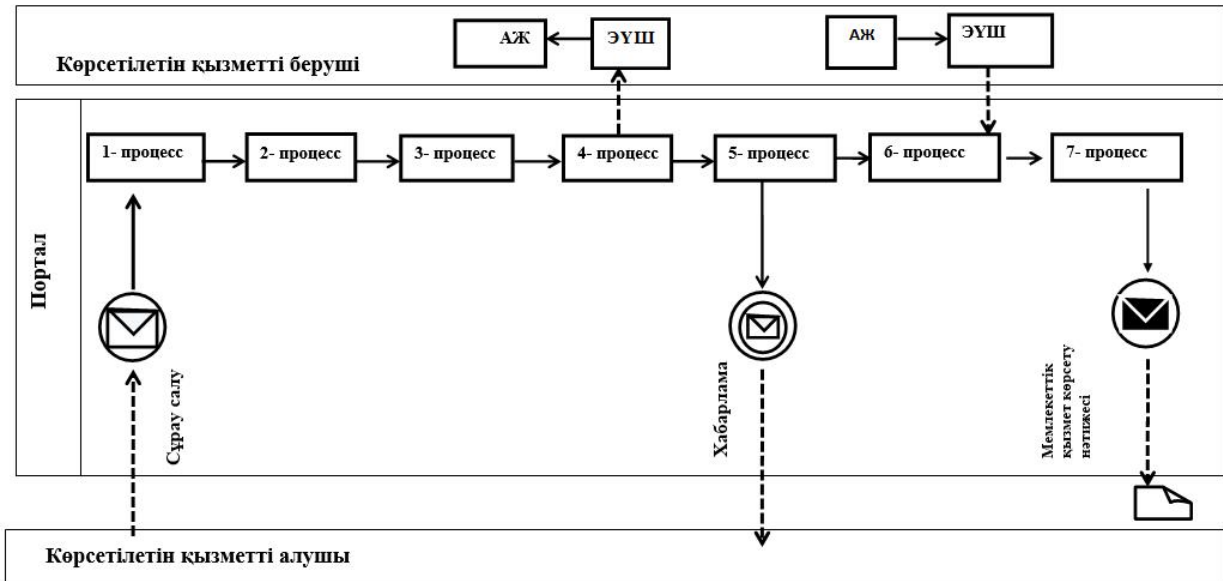 АЖ
ЭҮШ
АЖ
ЭҮШ
Көрсетілетін қызметті беруші
Портал
1- процесс
2- процесс
3- процесс
4- процесс
5- процесс
6- процесс
7- процесс
Сұрау салу
Хабарлама
Мемлекеттік
қызмет көрсету
нәтижесі
Көрсетілетін қызметті алушы